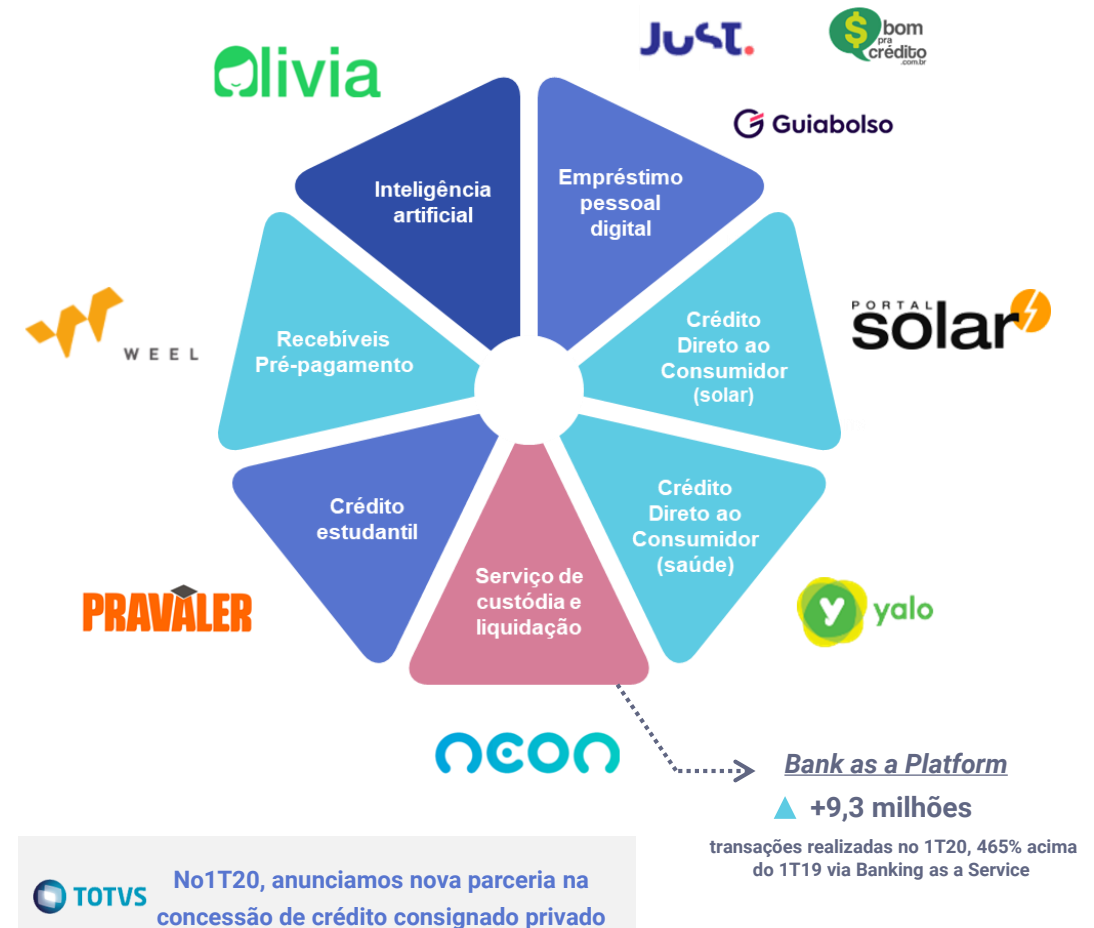 Olivia
JUST.
bom
pra
crédito
.com.br
Guiabolso
Inteligência
artificial
Empréstimo
pessoal
digital
WEEL
Recebíveis
Pré-pagamento
Crédito
Direto ao
Consumidor
(solar)
PORTAL
solar
Crédito
estudantil
Crédito
Direto ao
Consumidor
(saúde)
Serviço de
custódia e
liquidação
PRAVALER
y yalo
neon
Bank as a Platform
+9,3 milhões
transações realizadas no 1T20, 465% acima
do 1T19 via Banking as a Service
TOTVS
No1T20, anunciamos nova parceria na
concessão de crédito consignado privado